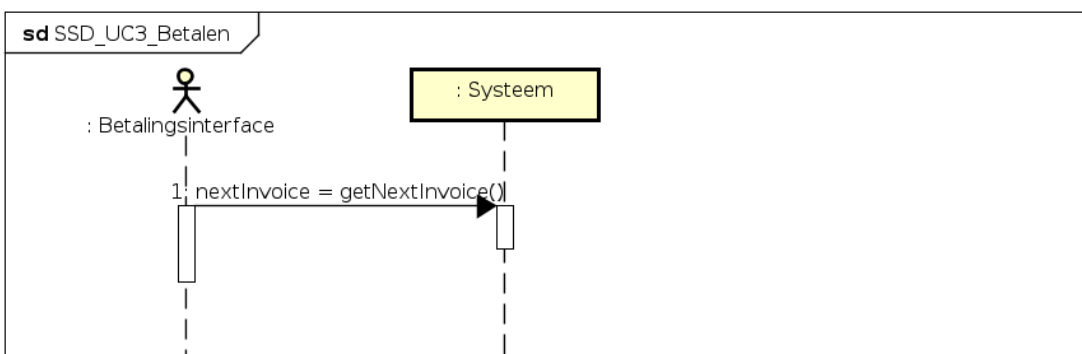 sd SSD_UC3_Betalen
: Systeem
: Betalingsinterface
1: nextInvoice = getNextInvoice()